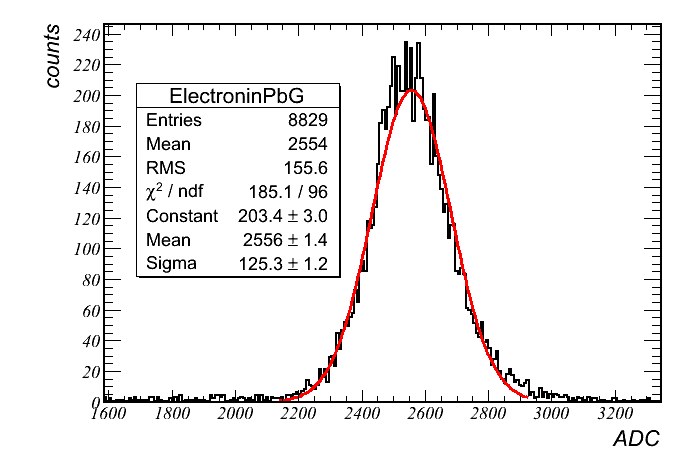 counts
240
220
200
180
160
140
120
100
80
60
40
20
0
ElectroninPbG
Entries 8829
Mean 2554
RMS 155.6
χ² / ndf 185.1 / 96
Constant 203.4 ± 3.0
Mean 2556 ± 1.4
Sigma 125.3 ± 1.2
1600 1800 2000 2200 2400 2600 2800 3000 3200
ADC